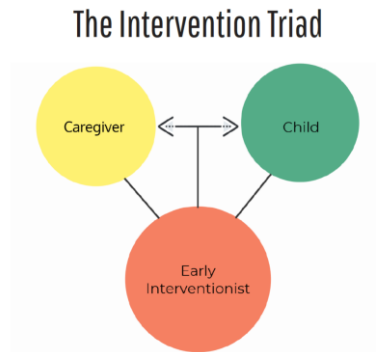 The Intervention Triad
Caregiver
Child
Early
Interventionist